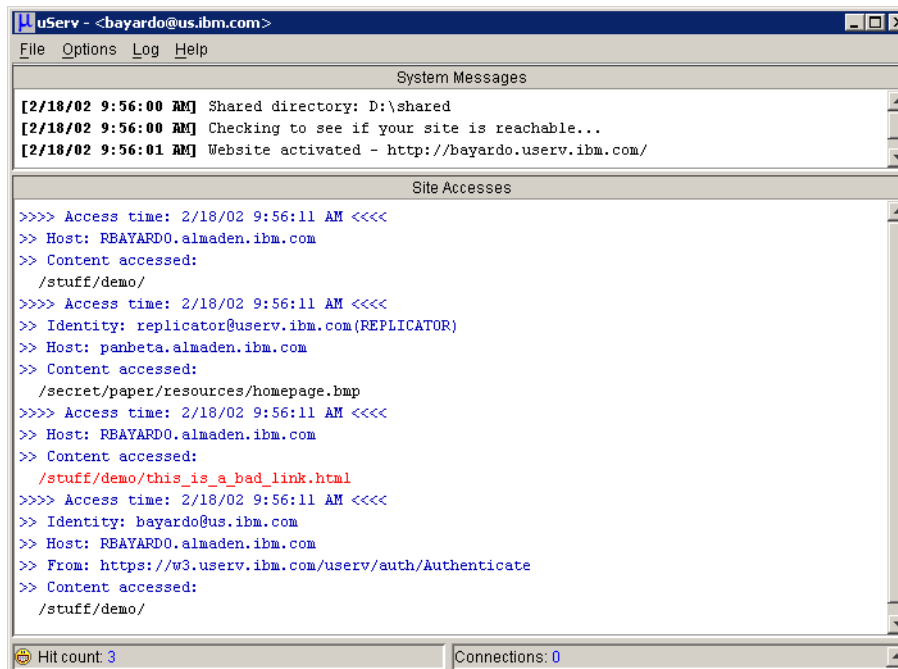 µ uServ - <bayardo@us.ibm.com>
File Options Log Help
System Messages
[2/18/02 9:56:00 AM] Shared directory: D:\shared
[2/18/02 9:56:00 AM] Checking to see if your site is reachable...
[2/18/02 9:56:01 AM] Website activated - http://bayardo.userv.ibm.com/
Site Accesses
>>>> Access time: 2/18/02 9:56:11 AM <<<<
>> Host: RBAYARDO.almaden.ibm.com
>> Content accessed:
/stuff/demo/
>>>> Access time: 2/18/02 9:56:11 AM <<<<
>> Identity: replicator@userv.ibm.com(REPLICATOR)
>> Host: panbeta.almaden.ibm.com
>> Content accessed:
/secret/paper/resources/homepage.bmp
>>>> Access time: 2/18/02 9:56:11 AM <<<<
>> Host: RBAYARDO.almaden.ibm.com
>> Content accessed:
/stuff/demo/this_is_a_bad_link.html
>>>> Access time: 2/18/02 9:56:11 AM <<<<
>> Identity: bayardo@us.ibm.com
>> Host: RBAYARDO.almaden.ibm.com
>> From: https://w3.userv.ibm.com/userv/auth/Authenticate
>> Content accessed:
/stuff/demo/
Hit count: 3
Connections: 0